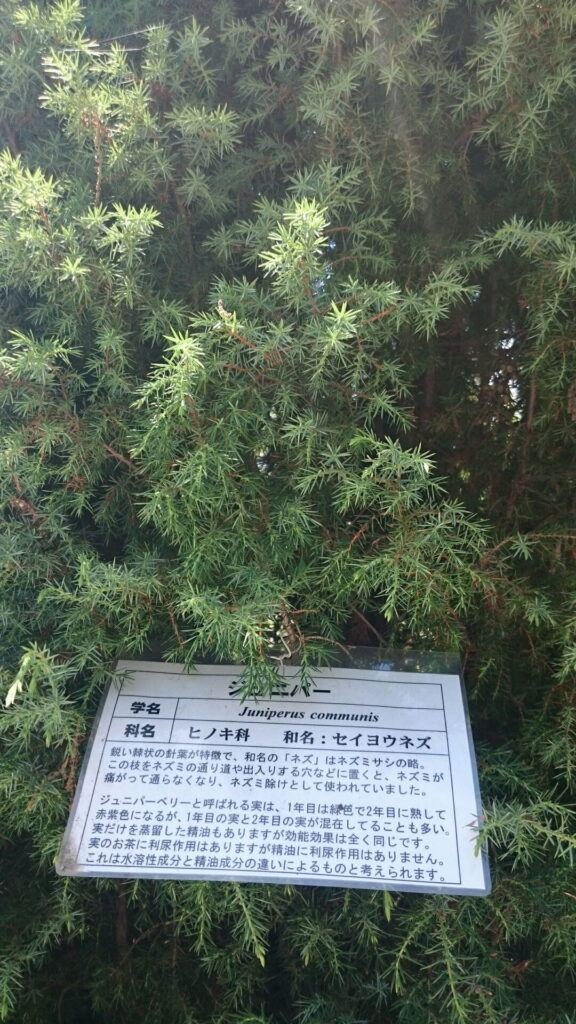 ジュニパー
学名 Juniperus communis
科名 ヒノキ科 和名：セイヨウネズ
鋭い棘状の針葉が特徴で、和名の「ネズ」はネズミサシの略。
この枝をネズミの通り道や出入りする穴などに置くと、ネズミが
痛がって通らなくなり、ネズミ除けとして使われていました。
ジュニパーベリーと呼ばれる実は、1年目は緑色で2年目に熟して
赤紫色になるが、1年目の実と2年目の実が混在してることも多い。
実だけを蒸留した精油もありますが効能効果は全く同じです。
実のお茶に利尿作用はありますが精油に利尿作用はありません。
これは水溶性成分と精油成分の違いによるものと考えられます。